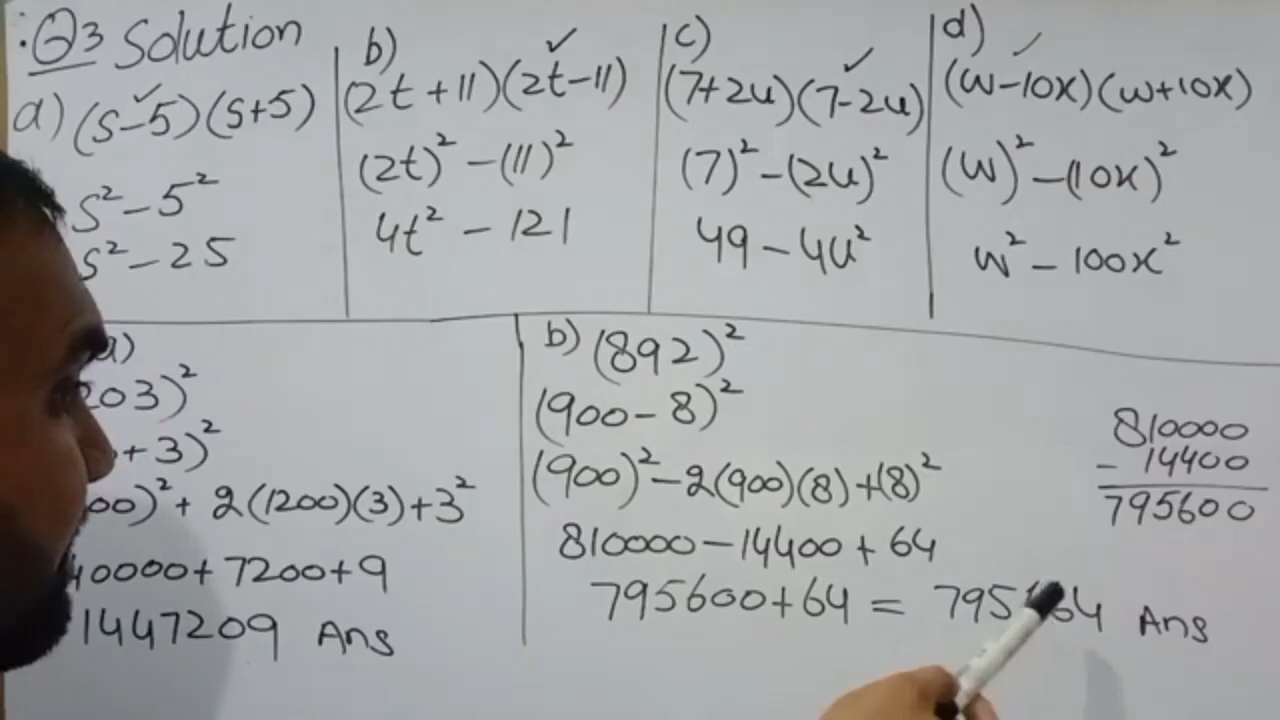 :Q3 Solution
a) (s-5)(s+5)
s² - 5²
s² - 25
b)
(2t + 11)(2t - 11)
(2t)² - (11)²
4t² - 121
c)
(7+2u)(7-2u)
(7)² - (2u)²
49 - 4u²
d)
(w-10x)(w+10x)
(w)² - (10x)²
w² - 100x²
a)
203)²
+3)²
00)² + 2(1200)(3) + 3²
40000 + 7200 + 9
1447209 Ans
b) (892)²
(900 - 8)²
(900)² - 2(900)(8) + (8)²
810000 - 14400 + 64
795600 + 64 = 795 64 Ans
810000
- 14400
795600